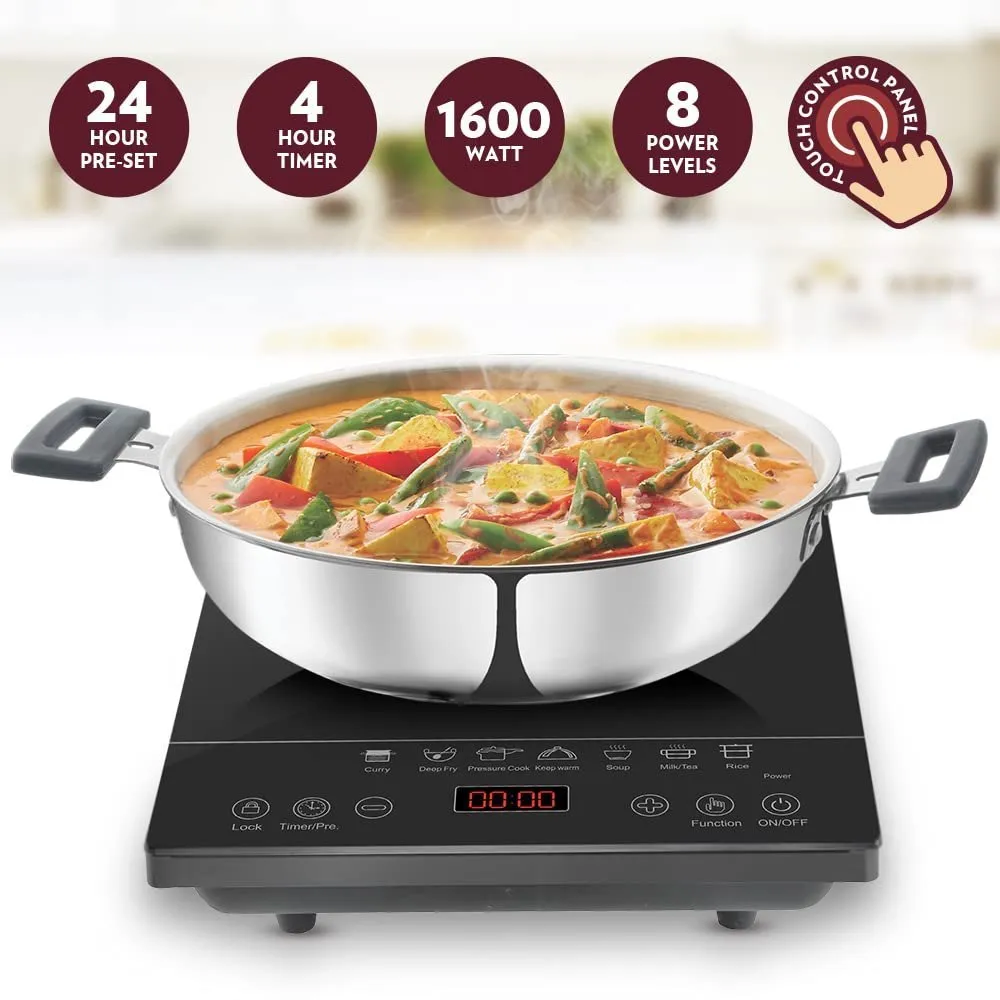 24
HOUR
PRE-SET
4
HOUR
TIMER
1600
WATT
8
POWER
LEVELS
TOUCH CONTROL PANEL
Curry
Deep Fry
Pressure Cook
Keep warm
Soup
Milk/Tea
Rice
Power
00:00
Lock
Timer/Pre.
Function
ON/OFF